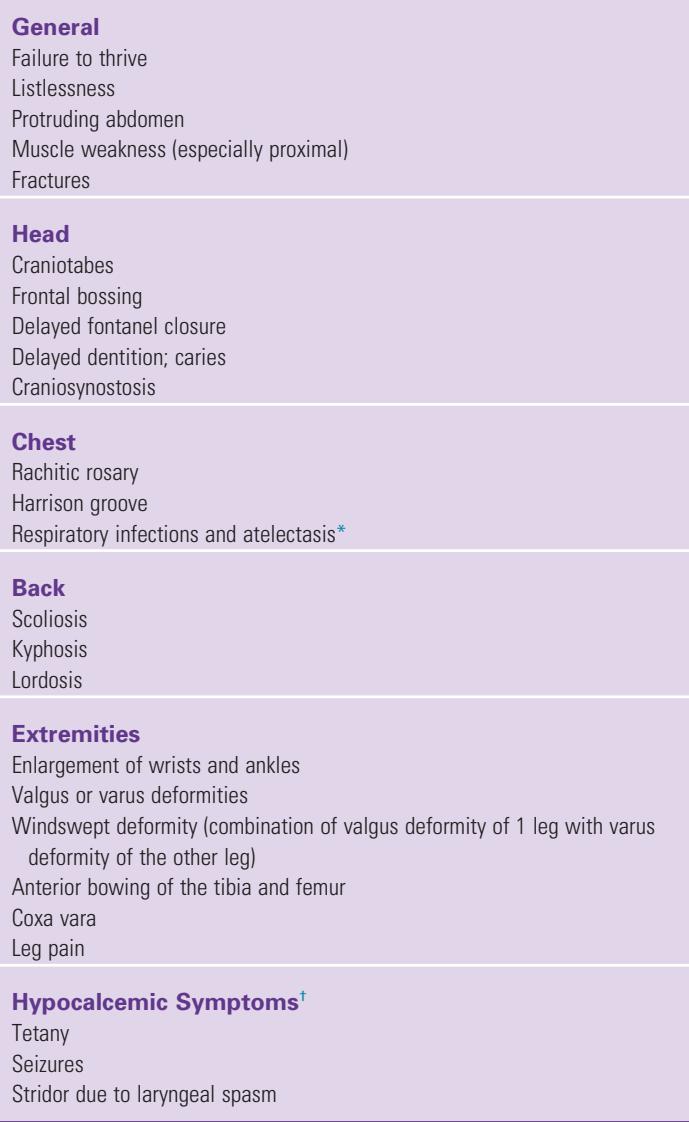 General
Failure to thrive
Listlessness
Protruding abdomen
Muscle weakness (especially proximal)
Fractures
Head
Craniotabes
Frontal bossing
Delayed fontanel closure
Delayed dentition; caries
Craniosynostosis
Chest
Rachitic rosary
Harrison groove
Respiratory infections and atelectasis*
Back
Scoliosis
Kyphosis
Lordosis
Extremities
Enlargement of wrists and ankles
Valgus or varus deformities
Windswept deformity (combination of valgus deformity of 1 leg with varus
deformity of the other leg)
Anterior bowing of the tibia and femur
Coxa vara
Leg pain
Hypocalcemic Symptoms†
Tetany
Seizures
Stridor due to laryngeal spasm